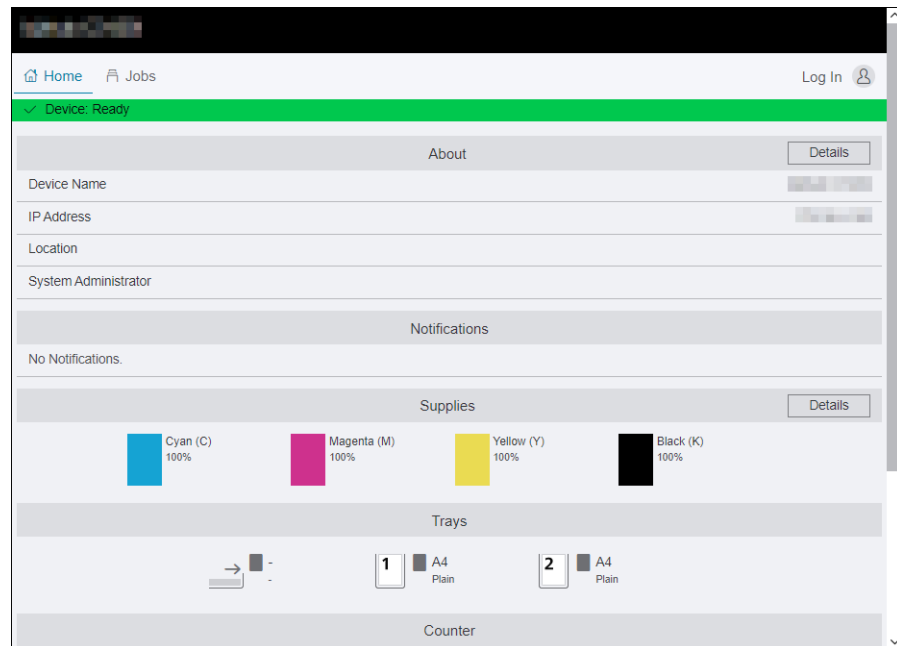 Home Jobs Log In
Device: Ready
About Details
Device Name
IP Address
Location
System Administrator
Notifications
No Notifications.
Supplies Details
Cyan (C) Magenta (M) Yellow (Y) Black (K)
100% 100% 100% 100%
Trays
- 1 A4 2 A4
- Plain Plain
Counter